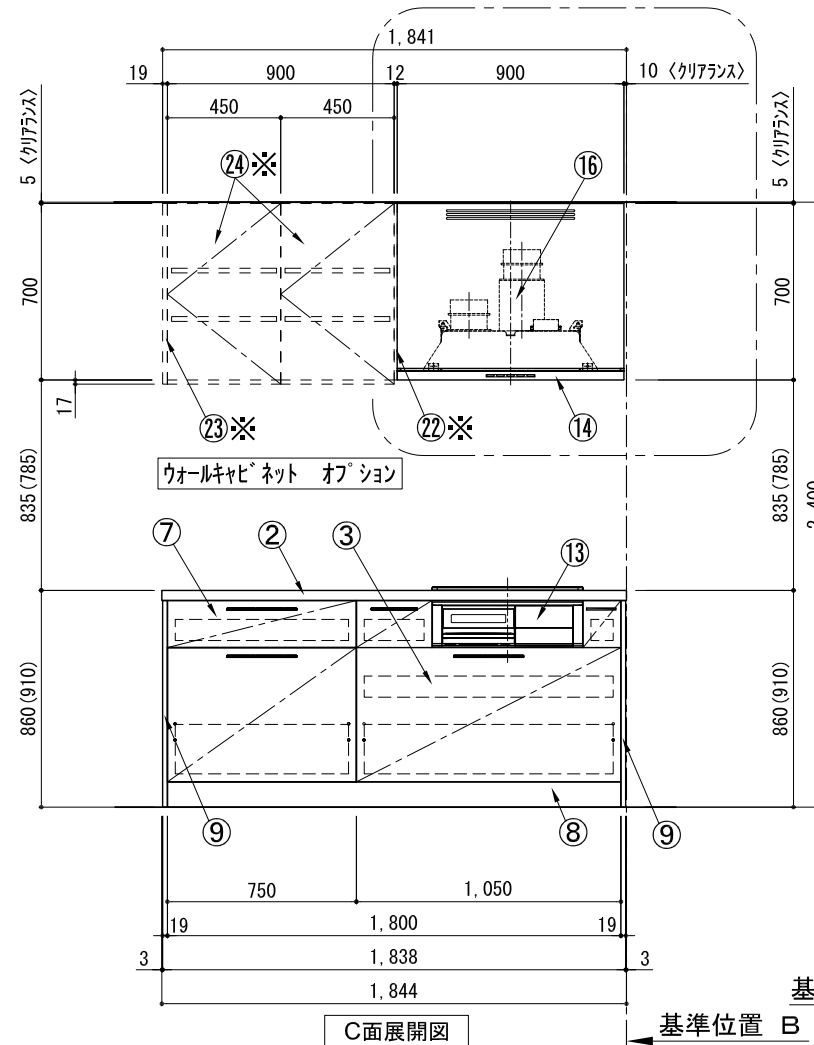 1,841
19 900 12 900 10 〈クリアランス〉
450 450
5 〈クリアランス〉
5 〈クリアランス〉
㉔※ ⑯
700
700
17
㉓※ ㉒※ ⑭
ウォールキャビネット オプション
835(785)
835(785)
⑦ ② ③ ⑬
860(910)
860(910)
⑨ ⑧ ⑨
750 1,050
19 1,800 19
3 1,838 3
1,844
基
C面展開図
基準位置 B